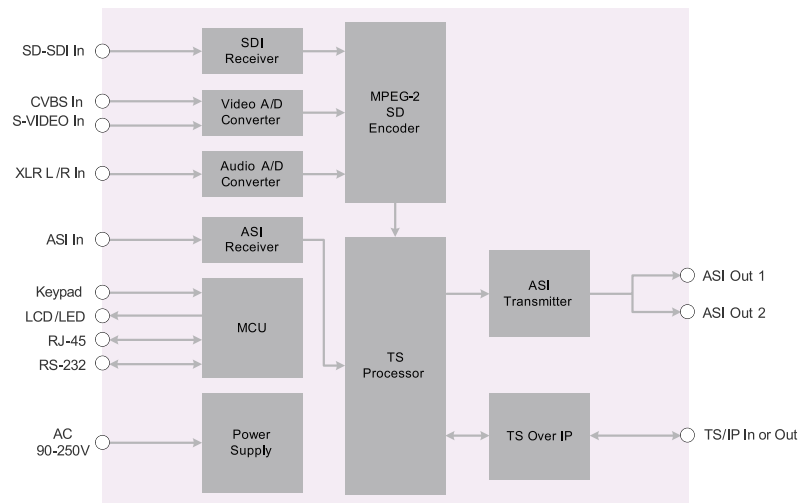 SD-SDI In
SDI
Receiver
MPEG-2
SD
Encoder
CVBS In
S-VIDEO In
Video A/D
Converter
XLR L /R In
Audio A/D
Converter
ASI In
ASI
Receiver
Keypad
LCD/LED
RJ-45
RS-232
MCU
TS
Processor
ASI
Transmitter
ASI Out 1
ASI Out 2
AC
90-250V
Power
Supply
TS Over IP
TS/IP In or Out